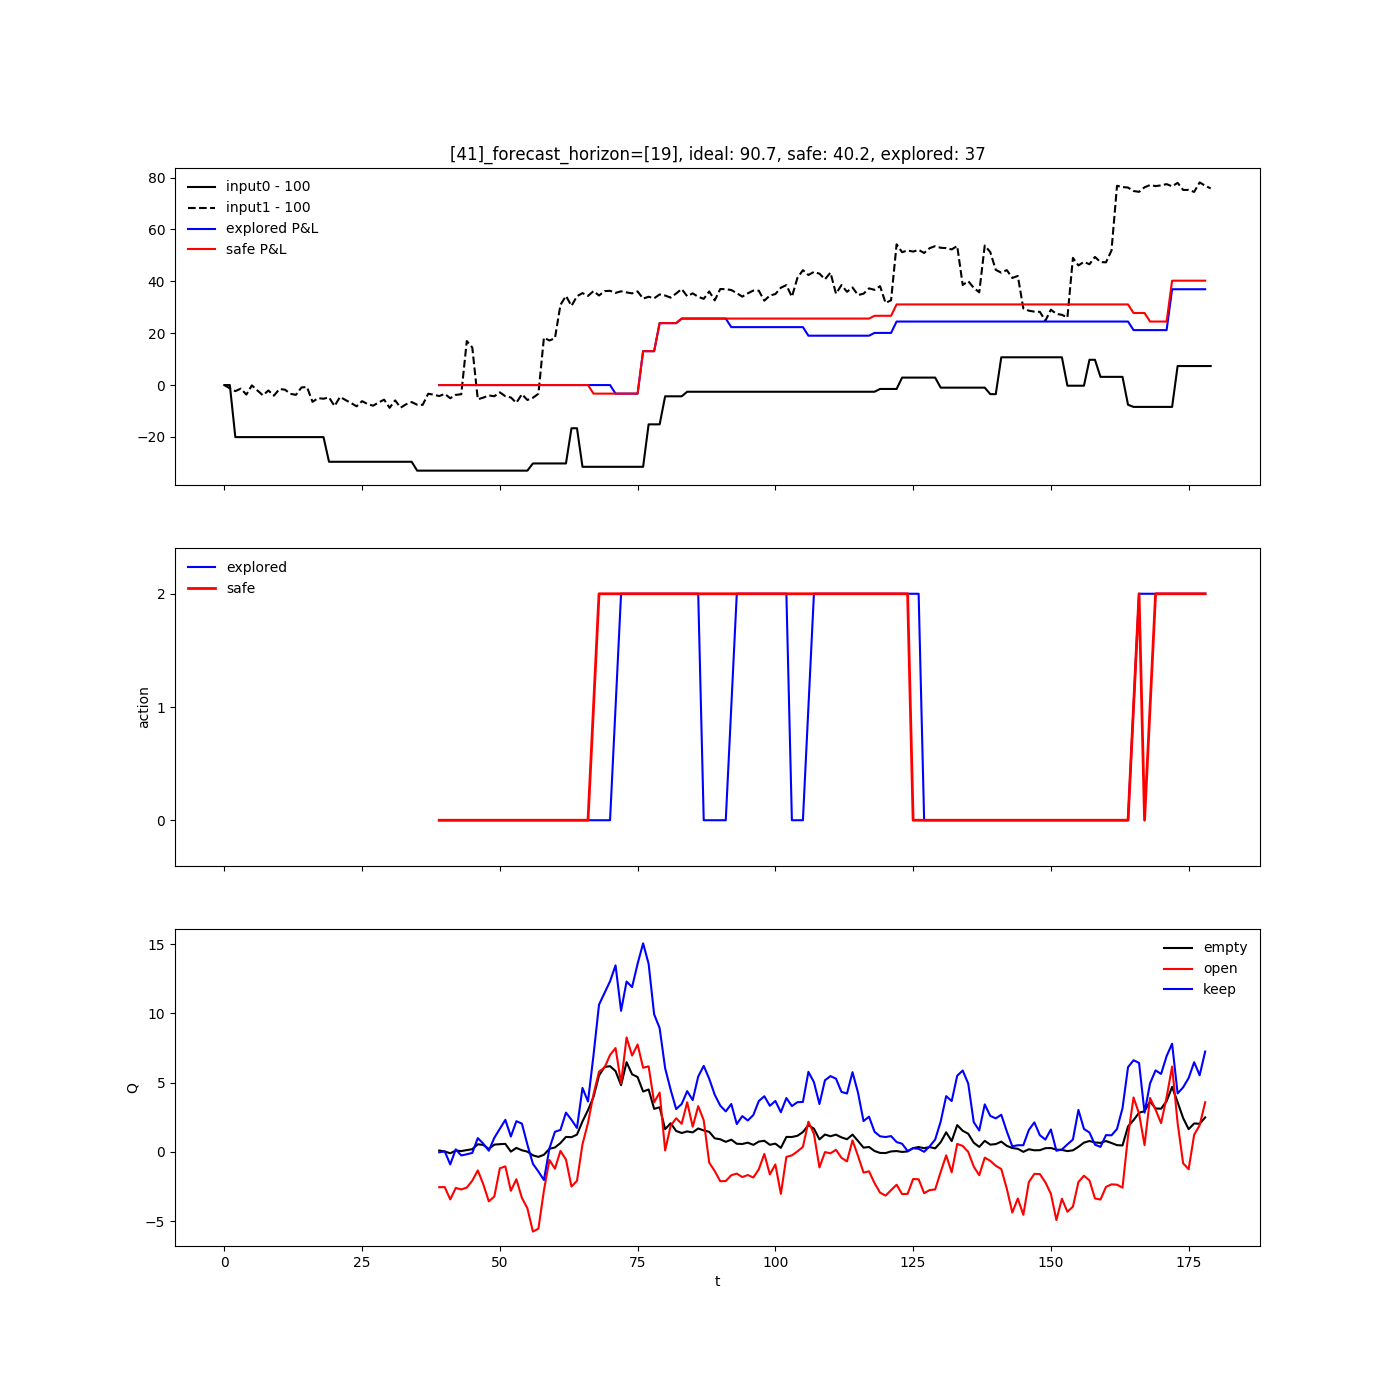 [41]_forecast_horizon=[19], ideal: 90.7, safe: 40.2, explored: 37
80
60
40
20
0
−20
input0 - 100
input1 - 100
explored P&L
safe P&L
2
1
0
action
explored
safe
15
10
5
0
−5
Q
empty
open
keep
0 25 50 75 100 125 150 175
t